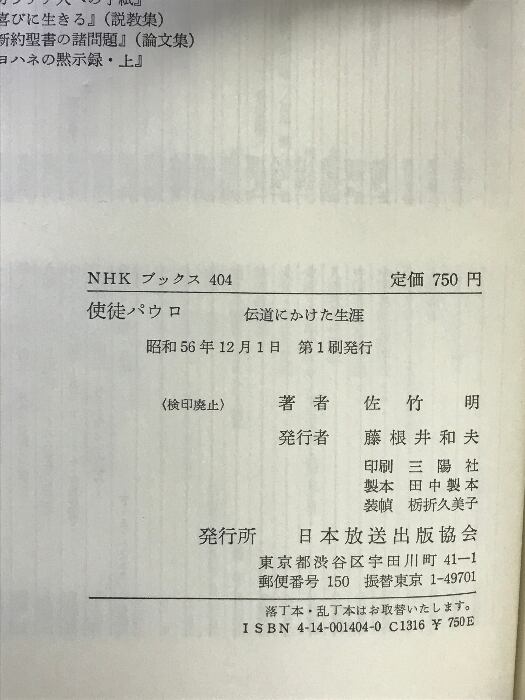 喜びに生きる』（説教集）
新約聖書の諸問題』（論文集）
ヨハネの黙示録・上』
NHK ブックス 404 定価 750 円
使徒パウロ 伝道にかけた生涯
昭和 56 年 12 月 1 日 第 1 刷発行
〈検印廃止〉 著者 佐竹明
発行者 藤根井和夫
印刷 三陽社
製本 田中製本
装幀 栃折久美子
発行所 日本放送出版協会
東京都渋谷区宇田川町 41-1
郵便番号 150 振替東京 1-49701
落丁本・乱丁本はお取替いたします。
ISBN 4-14-001404-0 C1316 ¥ 750E